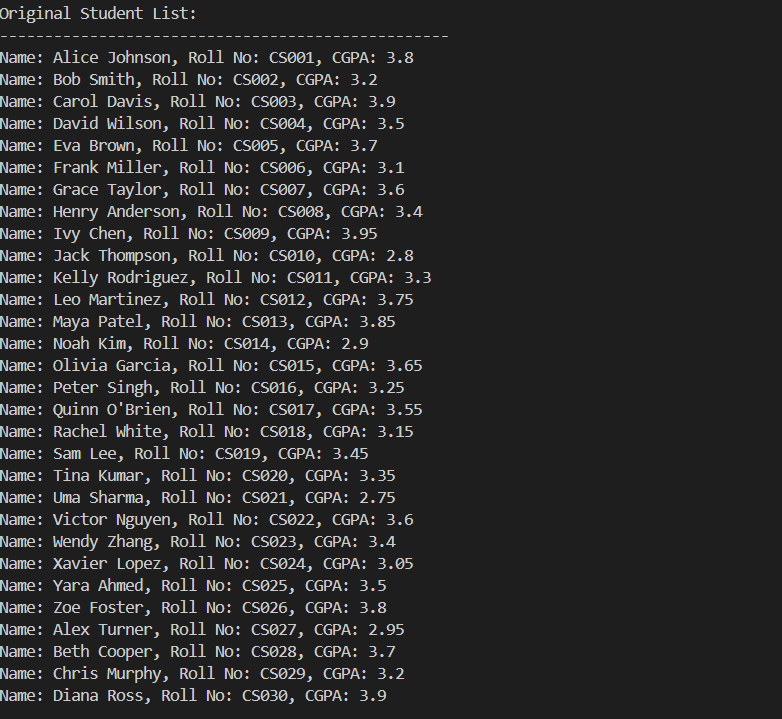 Original Student List:
--------------------------------------------------
Name: Alice Johnson, Roll No: CS001, CGPA: 3.8
Name: Bob Smith, Roll No: CS002, CGPA: 3.2
Name: Carol Davis, Roll No: CS003, CGPA: 3.9
Name: David Wilson, Roll No: CS004, CGPA: 3.5
Name: Eva Brown, Roll No: CS005, CGPA: 3.7
Name: Frank Miller, Roll No: CS006, CGPA: 3.1
Name: Grace Taylor, Roll No: CS007, CGPA: 3.6
Name: Henry Anderson, Roll No: CS008, CGPA: 3.4
Name: Ivy Chen, Roll No: CS009, CGPA: 3.95
Name: Jack Thompson, Roll No: CS010, CGPA: 2.8
Name: Kelly Rodriguez, Roll No: CS011, CGPA: 3.3
Name: Leo Martinez, Roll No: CS012, CGPA: 3.75
Name: Maya Patel, Roll No: CS013, CGPA: 3.85
Name: Noah Kim, Roll No: CS014, CGPA: 2.9
Name: Olivia Garcia, Roll No: CS015, CGPA: 3.65
Name: Peter Singh, Roll No: CS016, CGPA: 3.25
Name: Quinn O'Brien, Roll No: CS017, CGPA: 3.55
Name: Rachel White, Roll No: CS018, CGPA: 3.15
Name: Sam Lee, Roll No: CS019, CGPA: 3.45
Name: Tina Kumar, Roll No: CS020, CGPA: 3.35
Name: Uma Sharma, Roll No: CS021, CGPA: 2.75
Name: Victor Nguyen, Roll No: CS022, CGPA: 3.6
Name: Wendy Zhang, Roll No: CS023, CGPA: 3.4
Name: Xavier Lopez, Roll No: CS024, CGPA: 3.05
Name: Yara Ahmed, Roll No: CS025, CGPA: 3.5
Name: Zoe Foster, Roll No: CS026, CGPA: 3.8
Name: Alex Turner, Roll No: CS027, CGPA: 2.95
Name: Beth Cooper, Roll No: CS028, CGPA: 3.7
Name: Chris Murphy, Roll No: CS029, CGPA: 3.2
Name: Diana Ross, Roll No: CS030, CGPA: 3.9